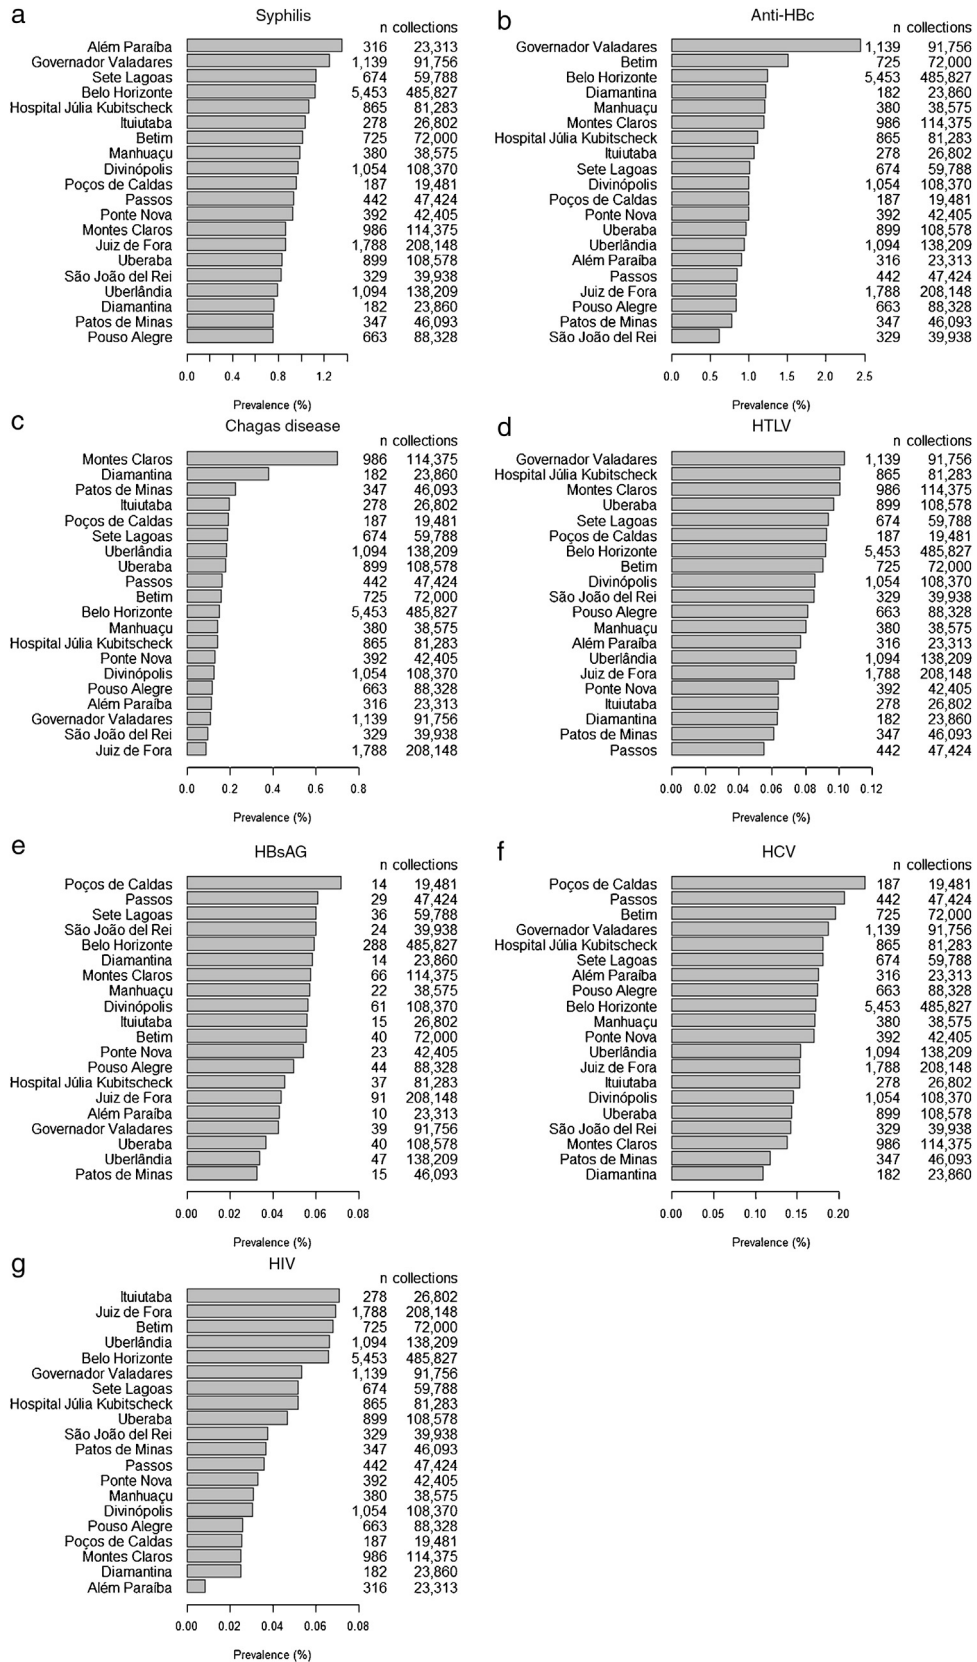 a
Syphilis
n collections
Além Paraíba 316 23,313
Governador Valadares 1,139 91,756
Sete Lagoas 674 59,788
Belo Horizonte 5,453 485,827
Hospital Júlia Kubitscheck 865 81,283
Ituiutaba 278 26,802
Betim 725 72,000
Manhuaçu 380 38,575
Divinópolis 1,054 108,370
Poços de Caldas 187 19,481
Passos 442 47,424
Ponte Nova 392 42,405
Montes Claros 986 114,375
Juiz de Fora 1,788 208,148
Uberaba 899 108,578
São João del Rei 329 39,938
Uberlândia 1,094 138,209
Diamantina 182 23,860
Patos de Minas 347 46,093
Pouso Alegre 663 88,328
0.0 0.4 0.8 1.2
Prevalence (%)
b
Anti-HBc
n collections
Governador Valadares 1,139 91,756
Betim 725 72,000
Belo Horizonte 5,453 485,827
Diamantina 182 23,860
Manhuaçu 380 38,575
Montes Claros 986 114,375
Hospital Júlia Kubitscheck 865 81,283
Ituiutaba 278 26,802
Sete Lagoas 674 59,788
Divinópolis 1,054 108,370
Poços de Caldas 187 19,481
Ponte Nova 392 42,405
Uberaba 899 108,578
Uberlândia 1,094 138,209
Além Paraíba 316 23,313
Passos 442 47,424
Juiz de Fora 1,788 208,148
Pouso Alegre 663 88,328
Patos de Minas 347 46,093
São João del Rei 329 39,938
0.0 0.5 1.0 1.5 2.0 2.5
Prevalence (%)
c
Chagas disease
n collections
Montes Claros 986 114,375
Diamantina 182 23,860
Patos de Minas 347 46,093
Ituiutaba 278 26,802
Poços de Caldas 187 19,481
Sete Lagoas 674 59,788
Uberlândia 1,094 138,209
Uberaba 899 108,578
Passos 442 47,424
Betim 725 72,000
Belo Horizonte 5,453 485,827
Manhuaçu 380 38,575
Hospital Júlia Kubitscheck 865 81,283
Ponte Nova 392 42,405
Divinópolis 1,054 108,370
Pouso Alegre 663 88,328
Além Paraíba 316 23,313
Governador Valadares 1,139 91,756
São João del Rei 329 39,938
Juiz de Fora 1,788 208,148
0.0 0.2 0.4 0.6 0.8
Prevalence (%)
d
HTLV
n collections
Governador Valadares 1,139 91,756
Hospital Júlia Kubitscheck 865 81,283
Montes Claros 986 114,375
Uberaba 899 108,578
Sete Lagoas 674 59,788
Poços de Caldas 187 19,481
Belo Horizonte 5,453 485,827
Betim 725 72,000
Divinópolis 1,054 108,370
São João del Rei 329 39,938
Pouso Alegre 663 88,328
Manhuaçu 380 38,575
Além Paraíba 316 23,313
Uberlândia 1,094 138,209
Juiz de Fora 1,788 208,148
Ponte Nova 392 42,405
Ituiutaba 278 26,802
Diamantina 182 23,860
Patos de Minas 347 46,093
Passos 442 47,424
0.00 0.02 0.04 0.06 0.08 0.10 0.12
Prevalence (%)
e
HBsAG
n collections
Poços de Caldas 14 19,481
Passos 29 47,424
Sete Lagoas 36 59,788
São João del Rei 24 39,938
Belo Horizonte 288 485,827
Diamantina 14 23,860
Montes Claros 66 114,375
Manhuaçu 22 38,575
Divinópolis 61 108,370
Ituiutaba 15 26,802
Betim 40 72,000
Ponte Nova 23 42,405
Pouso Alegre 44 88,328
Hospital Júlia Kubitscheck 37 81,283
Juiz de Fora 91 208,148
Além Paraíba 10 23,313
Governador Valadares 39 91,756
Uberaba 40 108,578
Uberlândia 47 138,209
Patos de Minas 15 46,093
0.00 0.02 0.04 0.06 0.08
Prevalence (%)
f
HCV
n collections
Poços de Caldas 187 19,481
Passos 442 47,424
Betim 725 72,000
Governador Valadares 1,139 91,756
Hospital Júlia Kubitscheck 865 81,283
Sete Lagoas 674 59,788
Além Paraíba 316 23,313
Pouso Alegre 663 88,328
Belo Horizonte 5,453 485,827
Manhuaçu 380 38,575
Ponte Nova 392 42,405
Uberlândia 1,094 138,209
Juiz de Fora 1,788 208,148
Ituiutaba 278 26,802
Divinópolis 1,054 108,370
Uberaba 899 108,578
São João del Rei 329 39,938
Montes Claros 986 114,375
Patos de Minas 347 46,093
Diamantina 182 23,860
0.00 0.05 0.10 0.15 0.20
Prevalence (%)
g
HIV
n collections
Ituiutaba 278 26,802
Juiz de Fora 1,788 208,148
Betim 725 72,000
Uberlândia 1,094 138,209
Belo Horizonte 5,453 485,827
Governador Valadares 1,139 91,756
Sete Lagoas 674 59,788
Hospital Júlia Kubitscheck 865 81,283
Uberaba 899 108,578
São João del Rei 329 39,938
Patos de Minas 347 46,093
Passos 442 47,424
Ponte Nova 392 42,405
Manhuaçu 380 38,575
Divinópolis 1,054 108,370
Pouso Alegre 663 88,328
Poços de Caldas 187 19,481
Montes Claros 986 114,375
Diamantina 182 23,860
Além Paraíba 316 23,313
0.00 0.02 0.04 0.06 0.08
Prevalence (%)